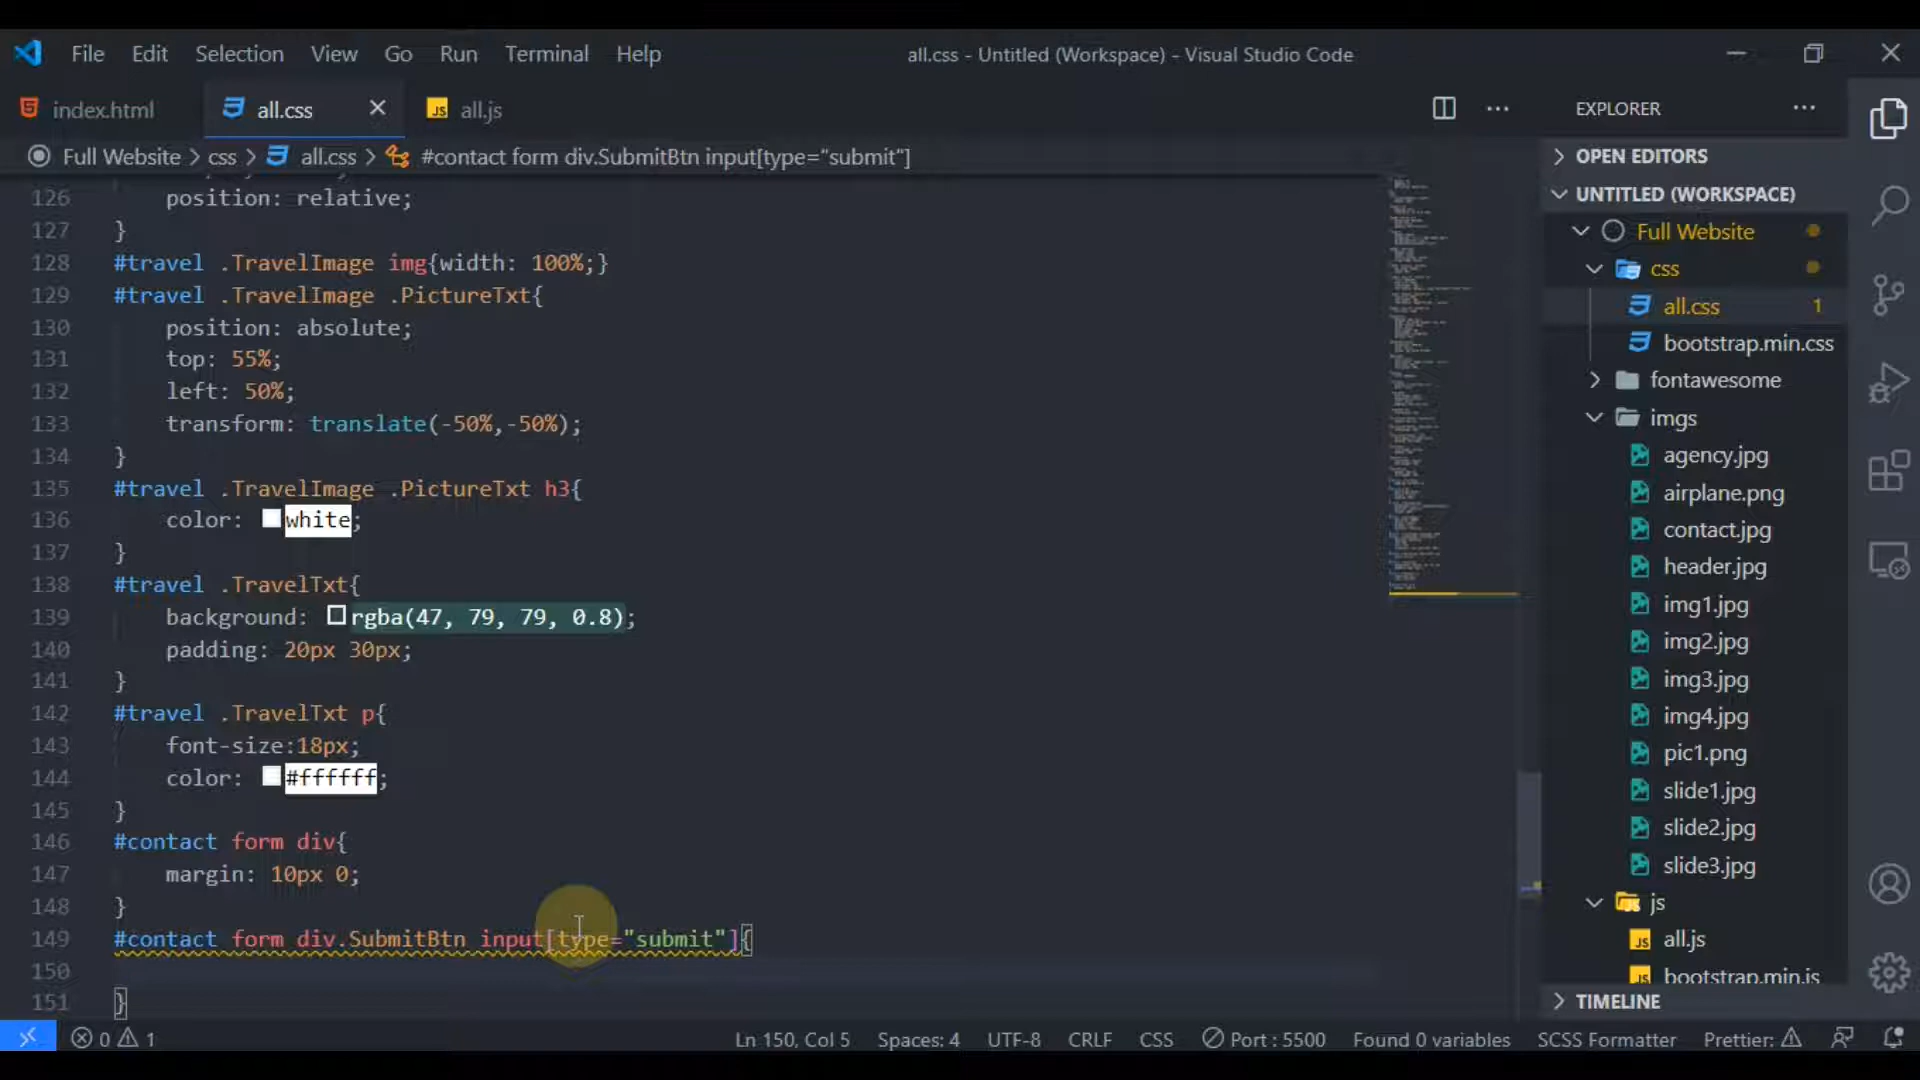 File Edit Selection View Go Run Terminal Help
all.css - Untitled (Workspace) - Visual Studio Code
index.html all.css all.js
Full Website > css > all.css > #contact form div.SubmitBtn input[type="submit"]
126 position: relative;
127 }
128 #travel .TravelImage img{width: 100%;}
129 #travel .TravelImage .PictureTxt{
130 position: absolute;
131 top: 55%;
132 left: 50%;
133 transform: translate(-50%,-50%);
134 }
135 #travel .TravelImage .PictureTxt h3{
136 color: white;
137 }
138 #travel .TravelTxt{
139 background: rgba(47, 79, 79, 0.8);
140 padding: 20px 30px;
141 }
142 #travel .TravelTxt p{
143 font-size:18px;
144 color: #ffffff;
145 }
146 #contact form div{
147 margin: 10px 0;
148 }
149 #contact form div.SubmitBtn input[type="submit"]{
150
151 }
EXPLORER
OPEN EDITORS
UNTITLED (WORKSPACE)
Full Website
css
all.css 1
bootstrap.min.css
fontawesome
imgs
agency.jpg
airplane.png
contact.jpg
header.jpg
img1.jpg
img2.jpg
img3.jpg
img4.jpg
pic1.png
slide1.jpg
slide2.jpg
slide3.jpg
js
all.js
bootstrap.min.js
TIMELINE
0 1 Ln 150, Col 5 Spaces: 4 UTF-8 CRLF CSS Port : 5500 Found 0 variables SCSS Formatter Prettier: